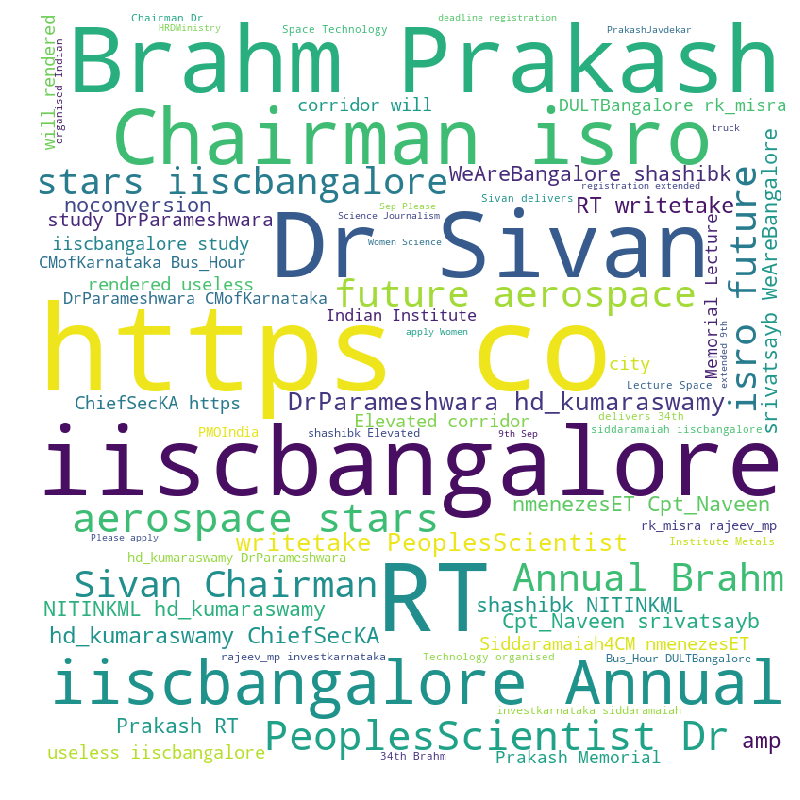 Chairman Dr
deadline registration
HRDMinistry
Space Technology
PrakashJavdekar
Brahm Prakash
will rendered
organised Indian
corridor will
DULTBangalore rk_misra
Chairman isro
truck
stars iiscbangalore
WeAreBangalore shashibk
registration extended
noconversion
Sivan delivers
RT writetake
study DrParameshwara
Science Journalism
Sep Please
Dr Sivan
iiscbangalore study
Women Science
CMofKarnataka Bus_Hour
rendered useless
DrParameshwara CMofKarnataka
future aerospace
Memorial Lecture
isro future
srivatsayb WeAreBangalore
extended 9th
Indian Institute
apply Women
https co
city
Lecture Space
ChiefSecKA https
DrParameshwara hd_kumaraswamy
Elevated corridor
delivers 34th
PMOIndia
shashibk Elevated
9th Sep
siddaramaiah iiscbangalore
iiscbangalore
nmenezesET Cpt_Naveen
aerospace stars
rk_misra rajeev_mp
Please apply
writetake PeoplesScientist
Institute Metals
hd_kumaraswamy DrParameshwara
Sivan Chairman
RT
Annual Brahm
NITINKML hd_kumaraswamy
shashibk NITINKML
Cpt_Naveen srivatsayb
hd_kumaraswamy ChiefSecKA
Siddaramaiah4CM nmenezesET
rajeev_mp investkarnataka
Technology organised
Bus_Hour DULTBangalore
iiscbangalore Annual
investkarnataka siddaramaiah
Prakash RT
PeoplesScientist Dr
amp
useless iiscbangalore
34th Brahm
Prakash Memorial